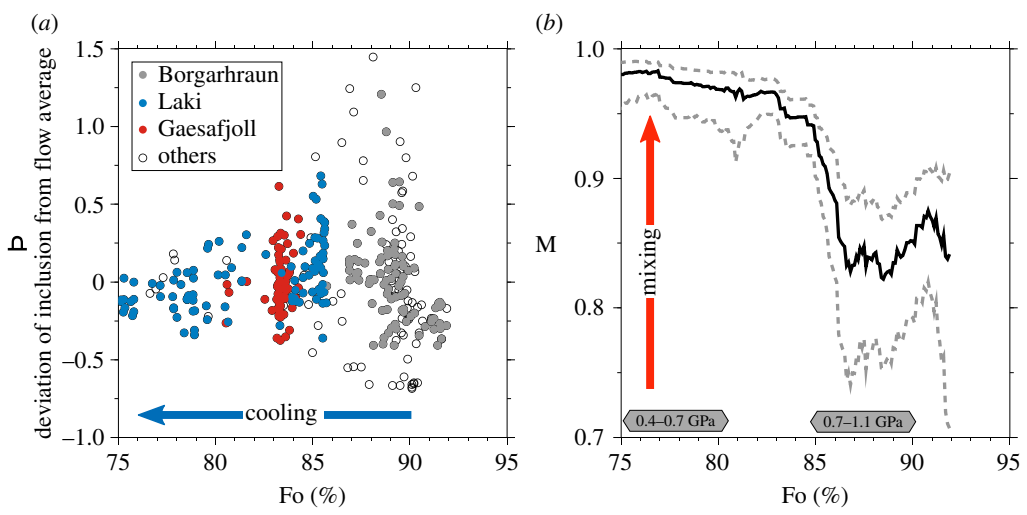 (a)
deviation of inclusion from flow average
Þ
1.5
1.0
0.5
0
–0.5
–1.0
Borgarhraun
Laki
Gaesafjoll
others
cooling
75 80 85 90 95
Fo (%)
(b)
M
1.0
0.9
0.8
0.7
mixing
0.4–0.7 GPa
0.7–1.1 GPa
75 80 85 90 95
Fo (%)